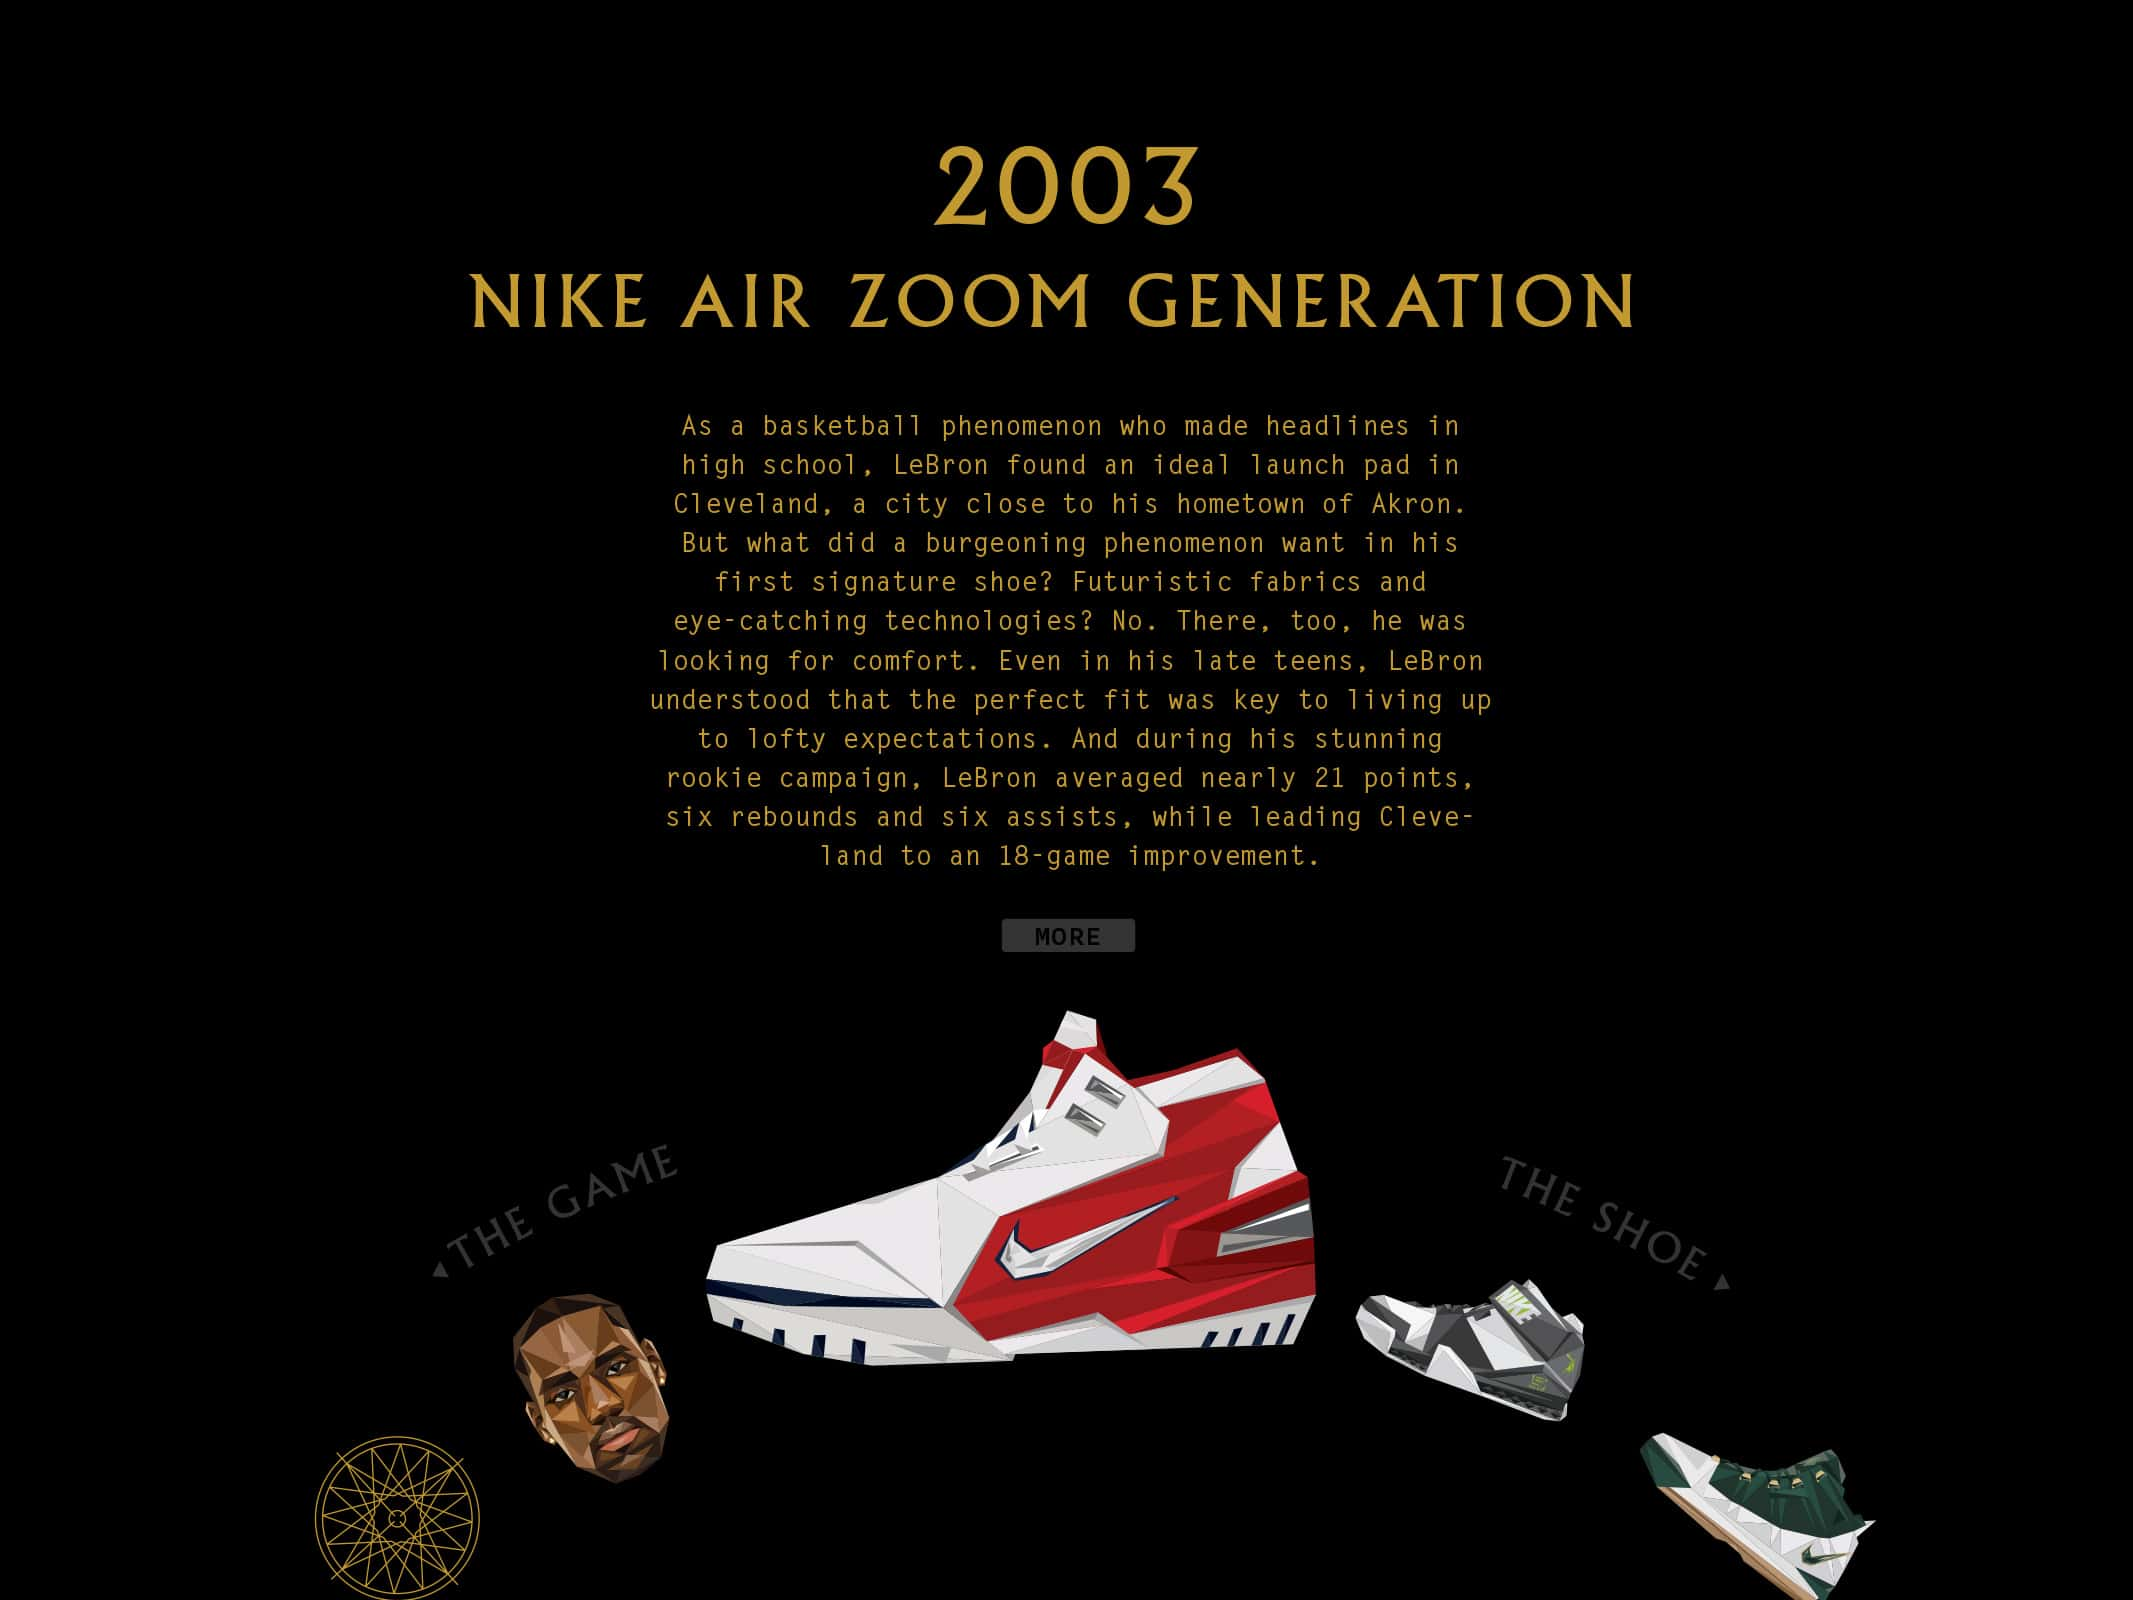 2003
NIKE AIR ZOOM GENERATION
As a basketball phenomenon who made headlines in
high school, LeBron found an ideal launch pad in
Cleveland, a city close to his hometown of Akron.
But what did a burgeoning phenomenon want in his
first signature shoe? Futuristic fabrics and
eye-catching technologies? No. There, too, he was
looking for comfort. Even in his late teens, LeBron
understood that the perfect fit was key to living up
to lofty expectations. And during his stunning
rookie campaign, LeBron averaged nearly 21 points,
six rebounds and six assists, while leading Cleve-
land to an 18-game improvement.
MORE
THE GAME
THE SHOE
NIKE